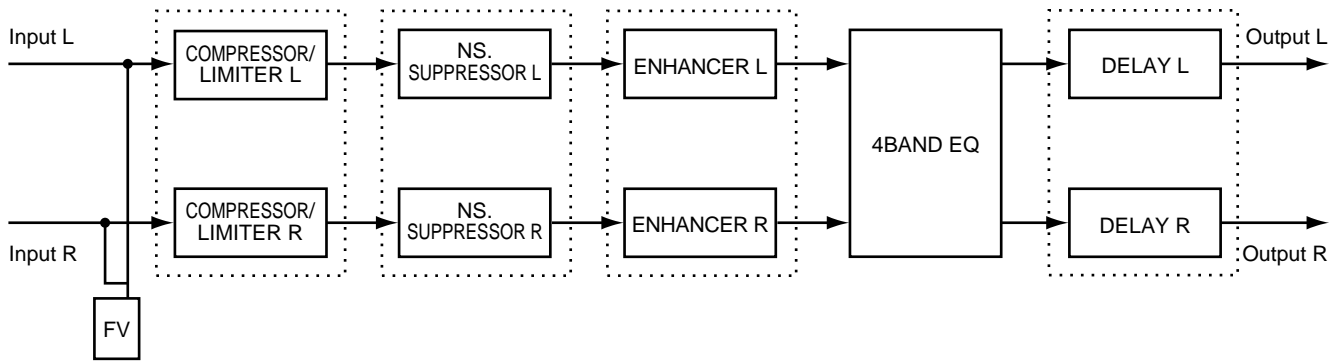 Input L
COMPRESSOR/
LIMITER L
NS.
SUPPRESSOR L
ENHANCER L
4BAND EQ
DELAY L
Output L
Input R
COMPRESSOR/
LIMITER R
NS.
SUPPRESSOR R
ENHANCER R
DELAY R
Output R
FV